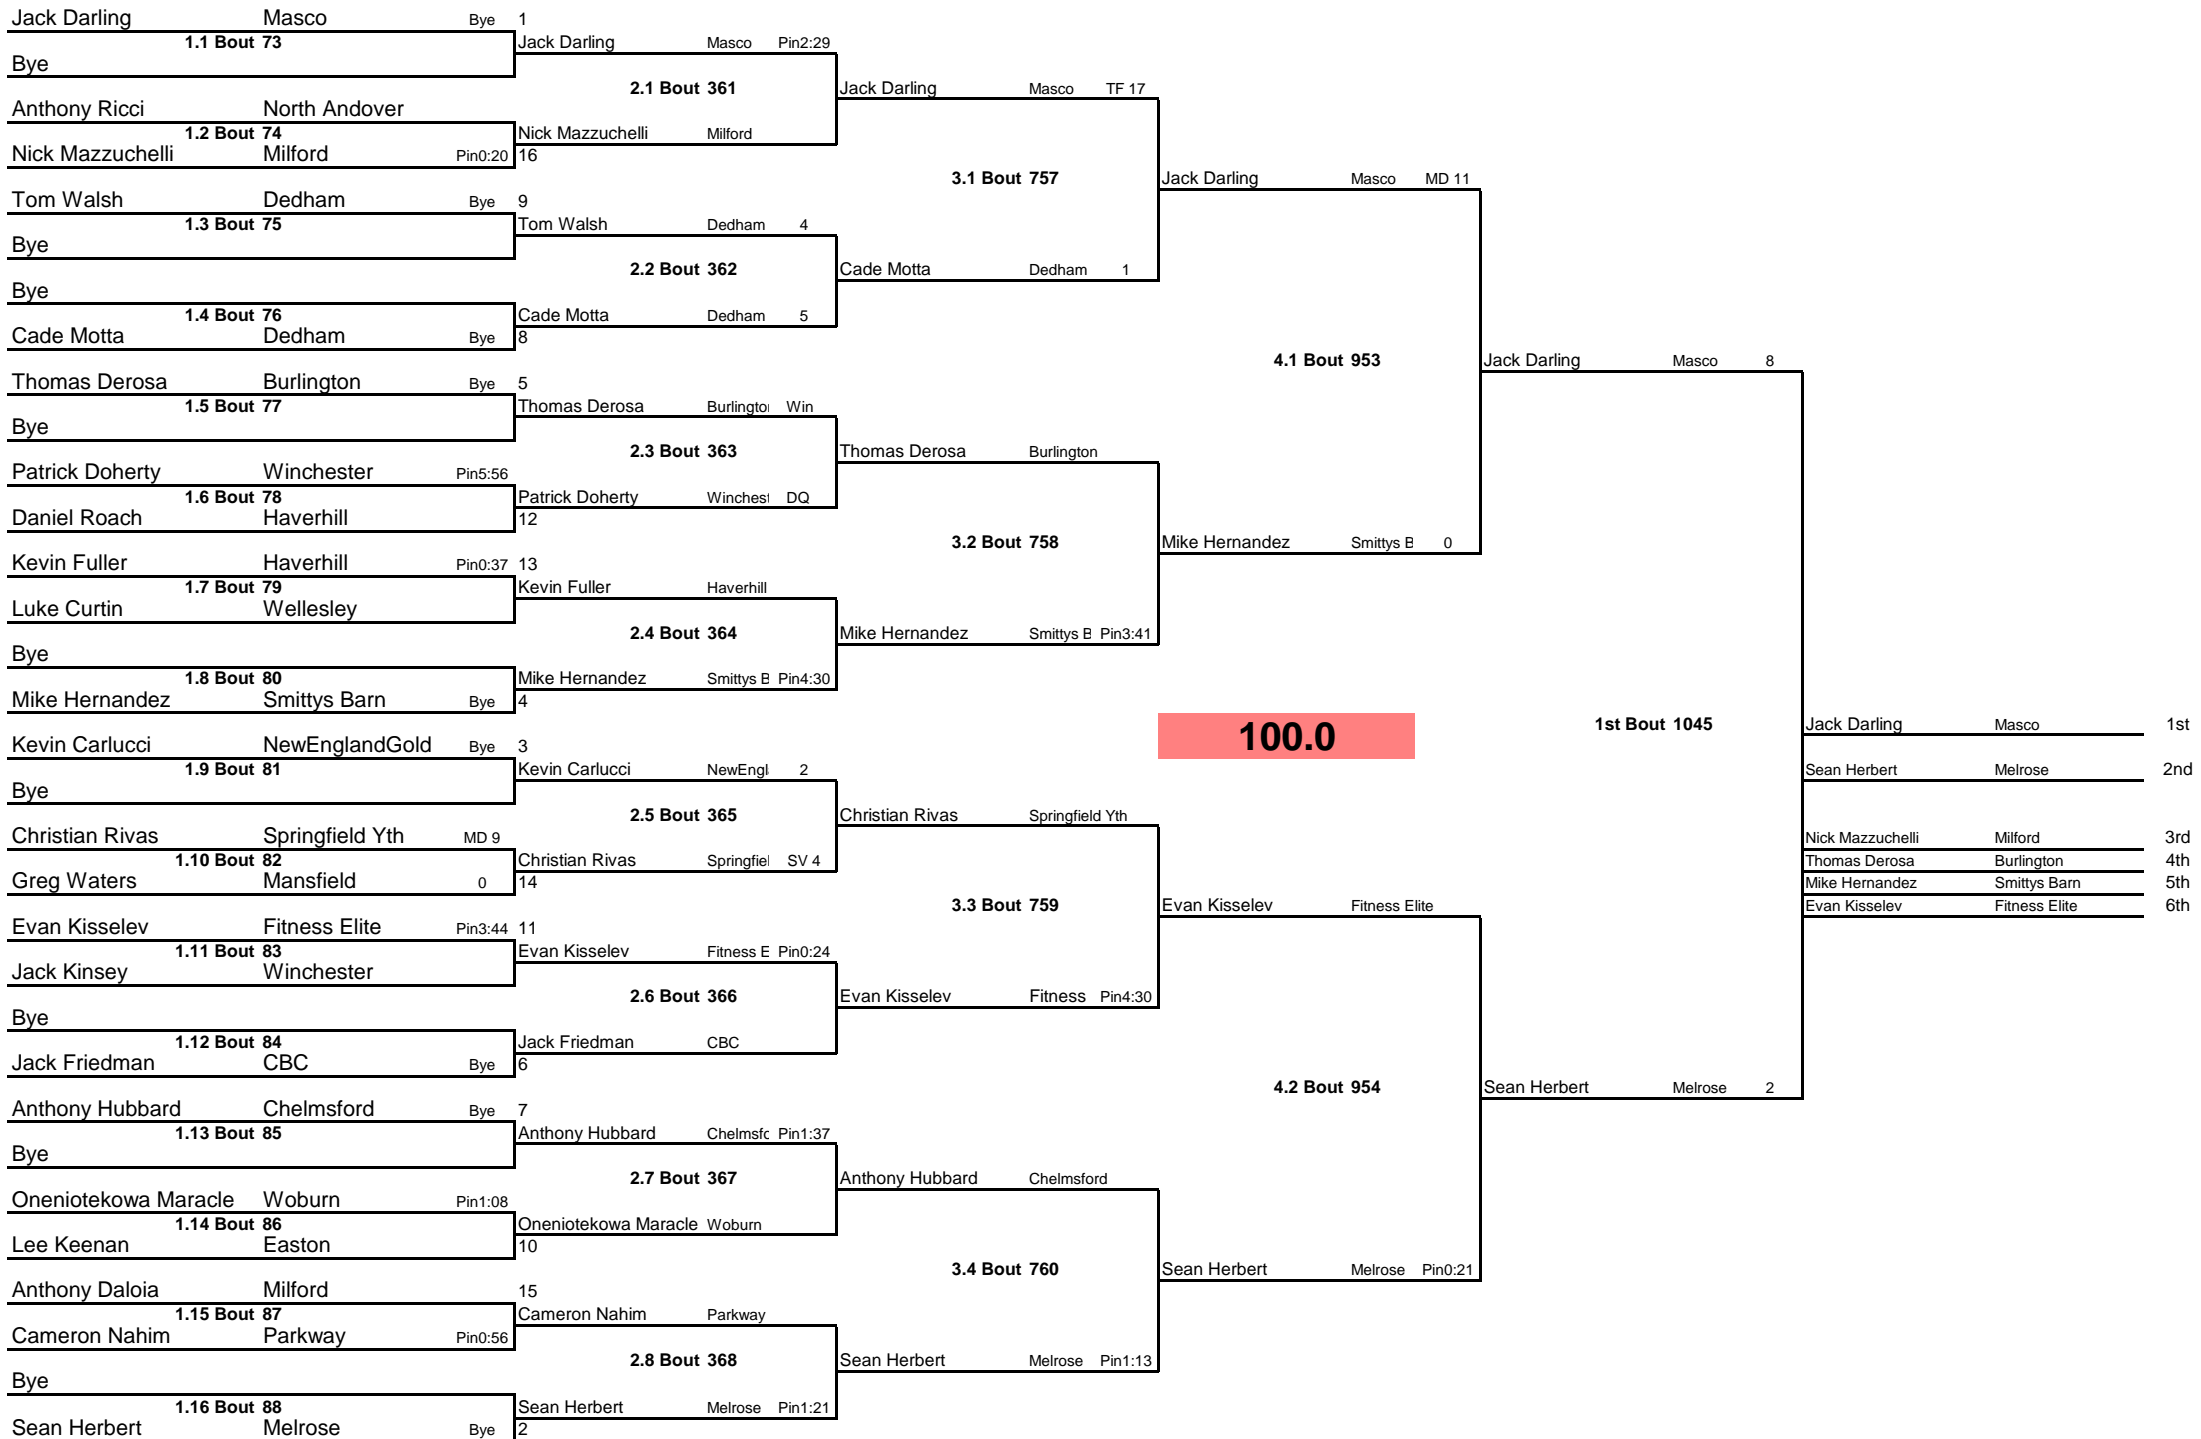 Jack Darling Masco Bye 1
1.1 Bout 73
Jack Darling Masco Pin2:29
Bye
2.1 Bout 361
Jack Darling Masco TF 17
Anthony Ricci North Andover
1.2 Bout 74
Nick Mazzuchelli Milford
Nick Mazzuchelli Milford Pin0:20 16
3.1 Bout 757
Jack Darling Masco MD 11
Tom Walsh Dedham Bye 9
1.3 Bout 75
Tom Walsh Dedham 4
Bye
2.2 Bout 362
Cade Motta Dedham 1
Bye
1.4 Bout 76
Cade Motta Dedham 5
Cade Motta Dedham Bye 8
4.1 Bout 953
Jack Darling Masco 8
Thomas Derosa Burlington Bye 5
1.5 Bout 77
Thomas Derosa Burlingto Win
Bye
2.3 Bout 363
Thomas Derosa Burlington
Patrick Doherty Winchester Pin5:56
1.6 Bout 78
Patrick Doherty Winches DQ
Daniel Roach Haverhill 12
3.2 Bout 758
Mike Hernandez Smittys B 0
Kevin Fuller Haverhill Pin0:37 13
1.7 Bout 79
Kevin Fuller Haverhill
Luke Curtin Wellesley
2.4 Bout 364
Mike Hernandez Smittys B Pin3:41
Bye
1.8 Bout 80
Mike Hernandez Smittys B Pin4:30
Mike Hernandez Smittys Barn Bye 4
100.0
1st Bout 1045
Jack Darling Masco 1st
Kevin Carlucci NewEnglandGold Bye 3
1.9 Bout 81
Kevin Carlucci NewEngl 2
Sean Herbert Melrose 2nd
Bye
2.5 Bout 365
Christian Rivas Springfield Yth
Christian Rivas Springfield Yth MD 9
Nick Mazzuchelli Milford 3rd
1.10 Bout 82
Christian Rivas Springfie SV 4
Thomas Derosa Burlington 4th
Greg Waters Mansfield 0 14
Mike Hernandez Smittys Barn 5th
3.3 Bout 759
Evan Kisselev Fitness Elite
Evan Kisselev Fitness Elite 6th
Evan Kisselev Fitness Elite Pin3:44 11
1.11 Bout 83
Evan Kisselev Fitness E Pin0:24
Jack Kinsey Winchester
2.6 Bout 366
Evan Kisselev Fitness Pin4:30
Bye
1.12 Bout 84
Jack Friedman CBC
Jack Friedman CBC Bye 6
4.2 Bout 954
Sean Herbert Melrose 2
Anthony Hubbard Chelmsford Bye 7
1.13 Bout 85
Anthony Hubbard Chelmsfo Pin1:37
Bye
2.7 Bout 367
Anthony Hubbard Chelmsford
Oneniotekowa Maracle Woburn Pin1:08
1.14 Bout 86
Oneniotekowa Maracle Woburn
Lee Keenan Easton 10
3.4 Bout 760
Sean Herbert Melrose Pin0:21
Anthony Daloia Milford 15
1.15 Bout 87
Cameron Nahim Parkway
Cameron Nahim Parkway Pin0:56
2.8 Bout 368
Sean Herbert Melrose Pin1:13
Bye
1.16 Bout 88
Sean Herbert Melrose Pin1:21
Sean Herbert Melrose Bye 2